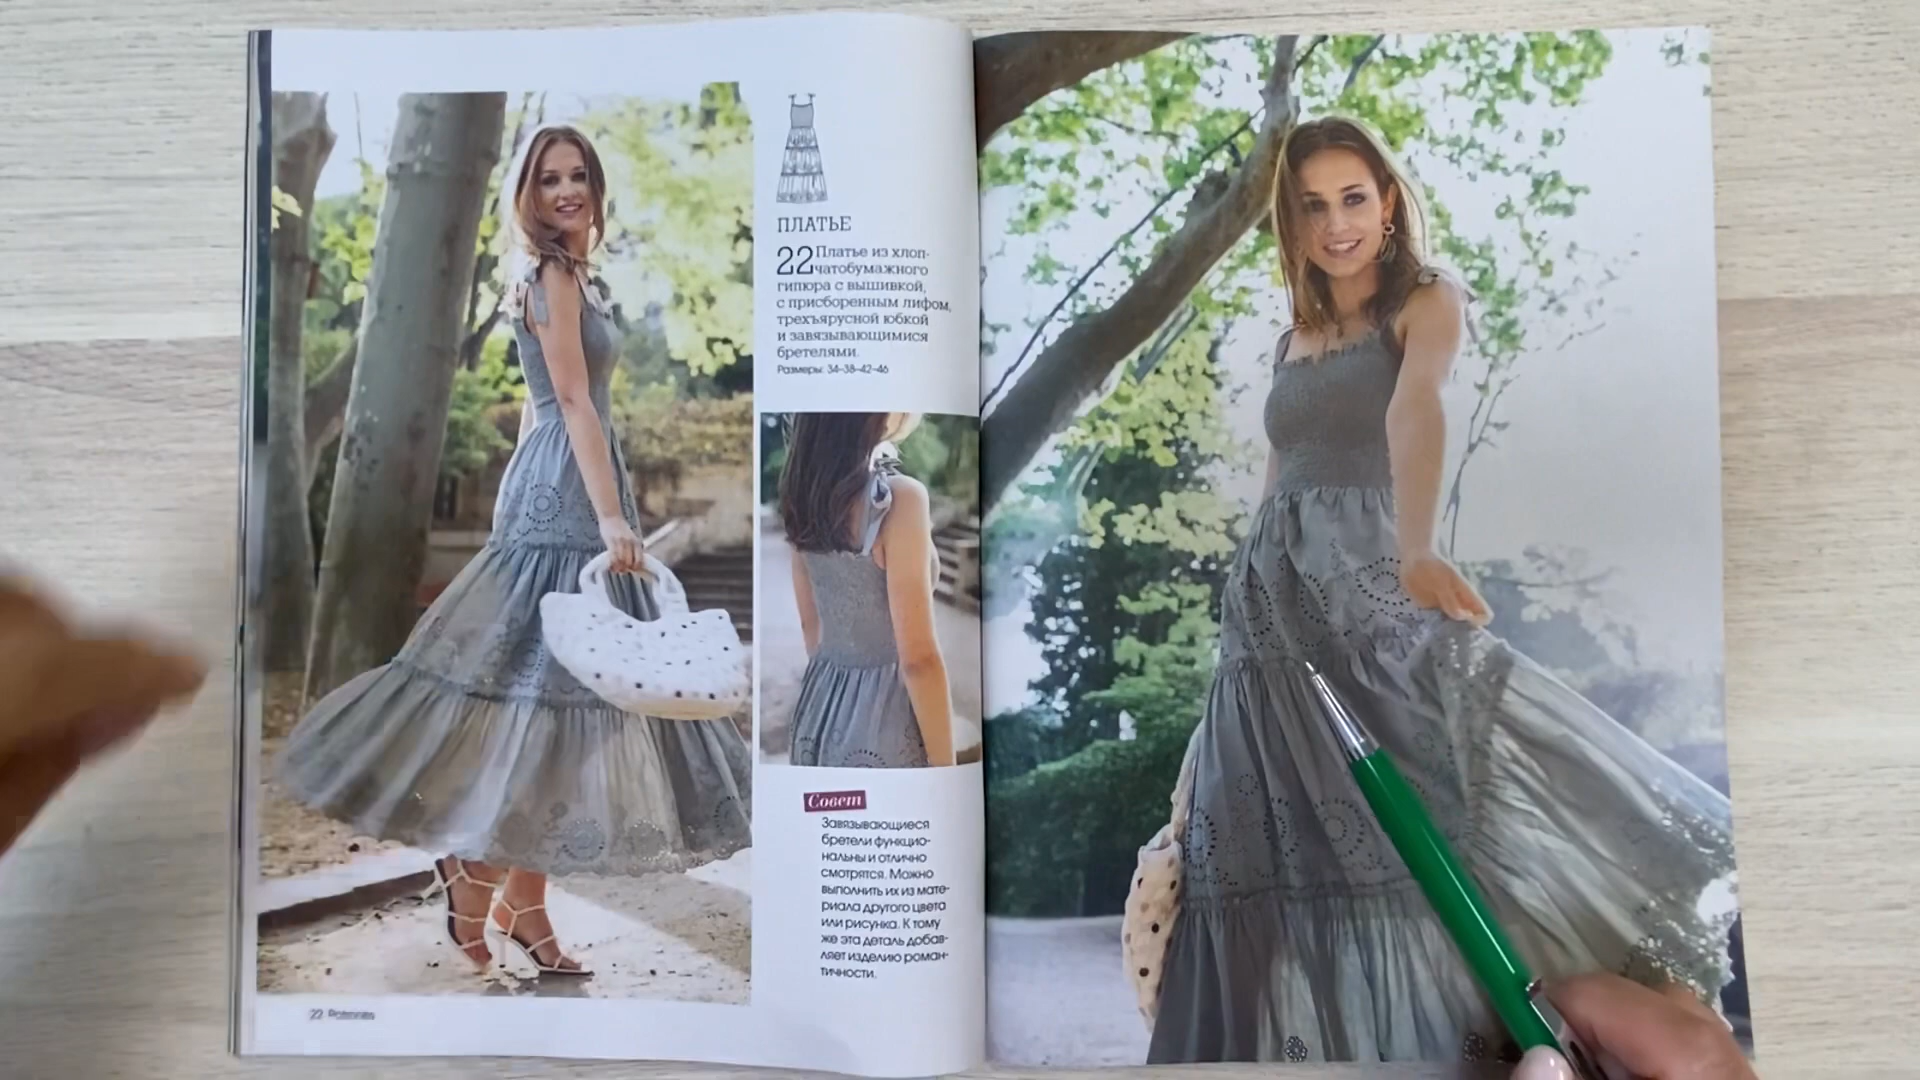 ПЛАТЬЕ
22 Платье из хлоп-
чатобумажного
гипюра с вышивкой,
с присборенным лифом,
трехъярусной юбкой
и завязывающимися
бретелями.
Размеры: 34-38-42-46
Совет
Завязывающиеся
бретели функцио-
нальны и отлично
смотрятся. Можно
выполнить их из мате-
риала другого цвета
или рисунка. К тому
же эта деталь добав-
ляет изделию роман-
тичности.
22